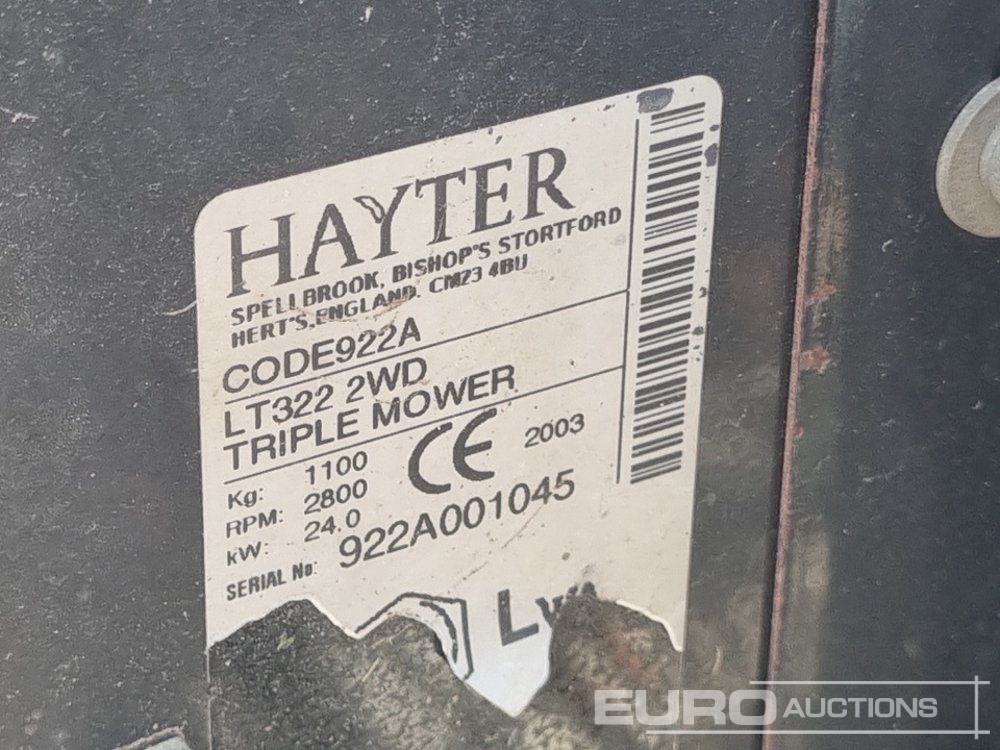 HAYTER
SPELLBROOK, BISHOP'S STORTFORD
HERT'S, ENGLAND. CM23 4BU
CODE922A
LT322 2WD
TRIPLE MOWER
Kg: 1100
RPM: 2800
kW: 24.0
CE 2003
SERIAL No: 922A001045
EURO AUCTIONS